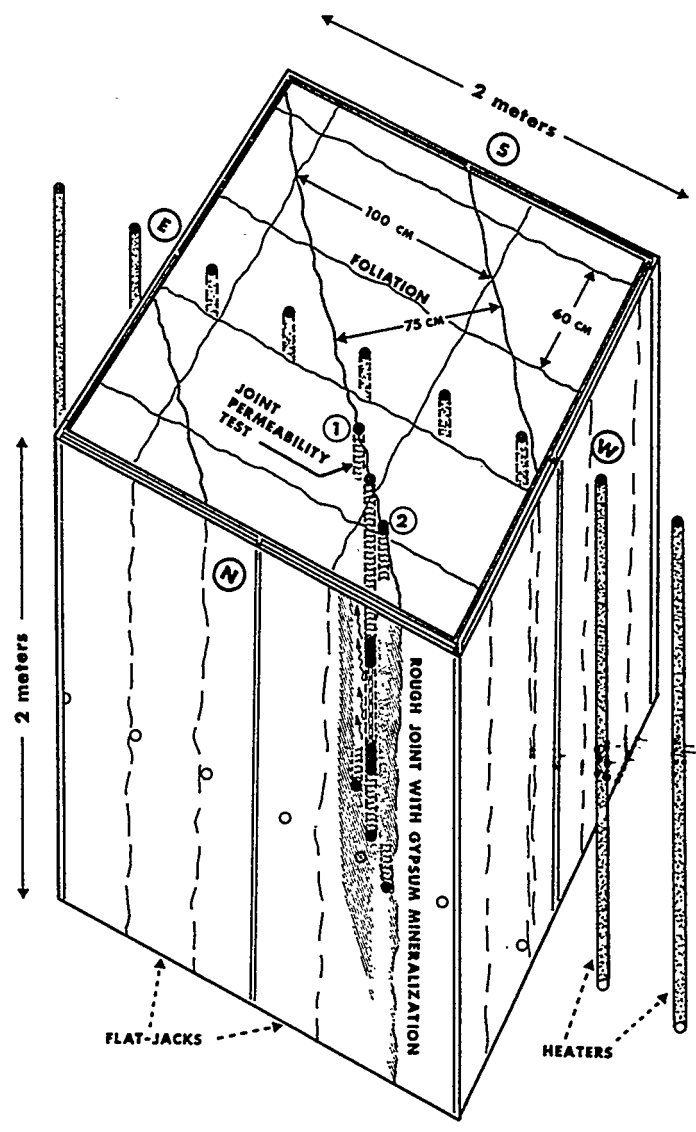 2 meters
S
E
100 CM
FOLIATION
60 CM
75 CM
JOINT
PERMEABILITY
TEST
1
W
2
N
2 meters
ROUGH JOINT WITH GYPSUM MINERALIZATION
FLAT-JACKS
HEATERS